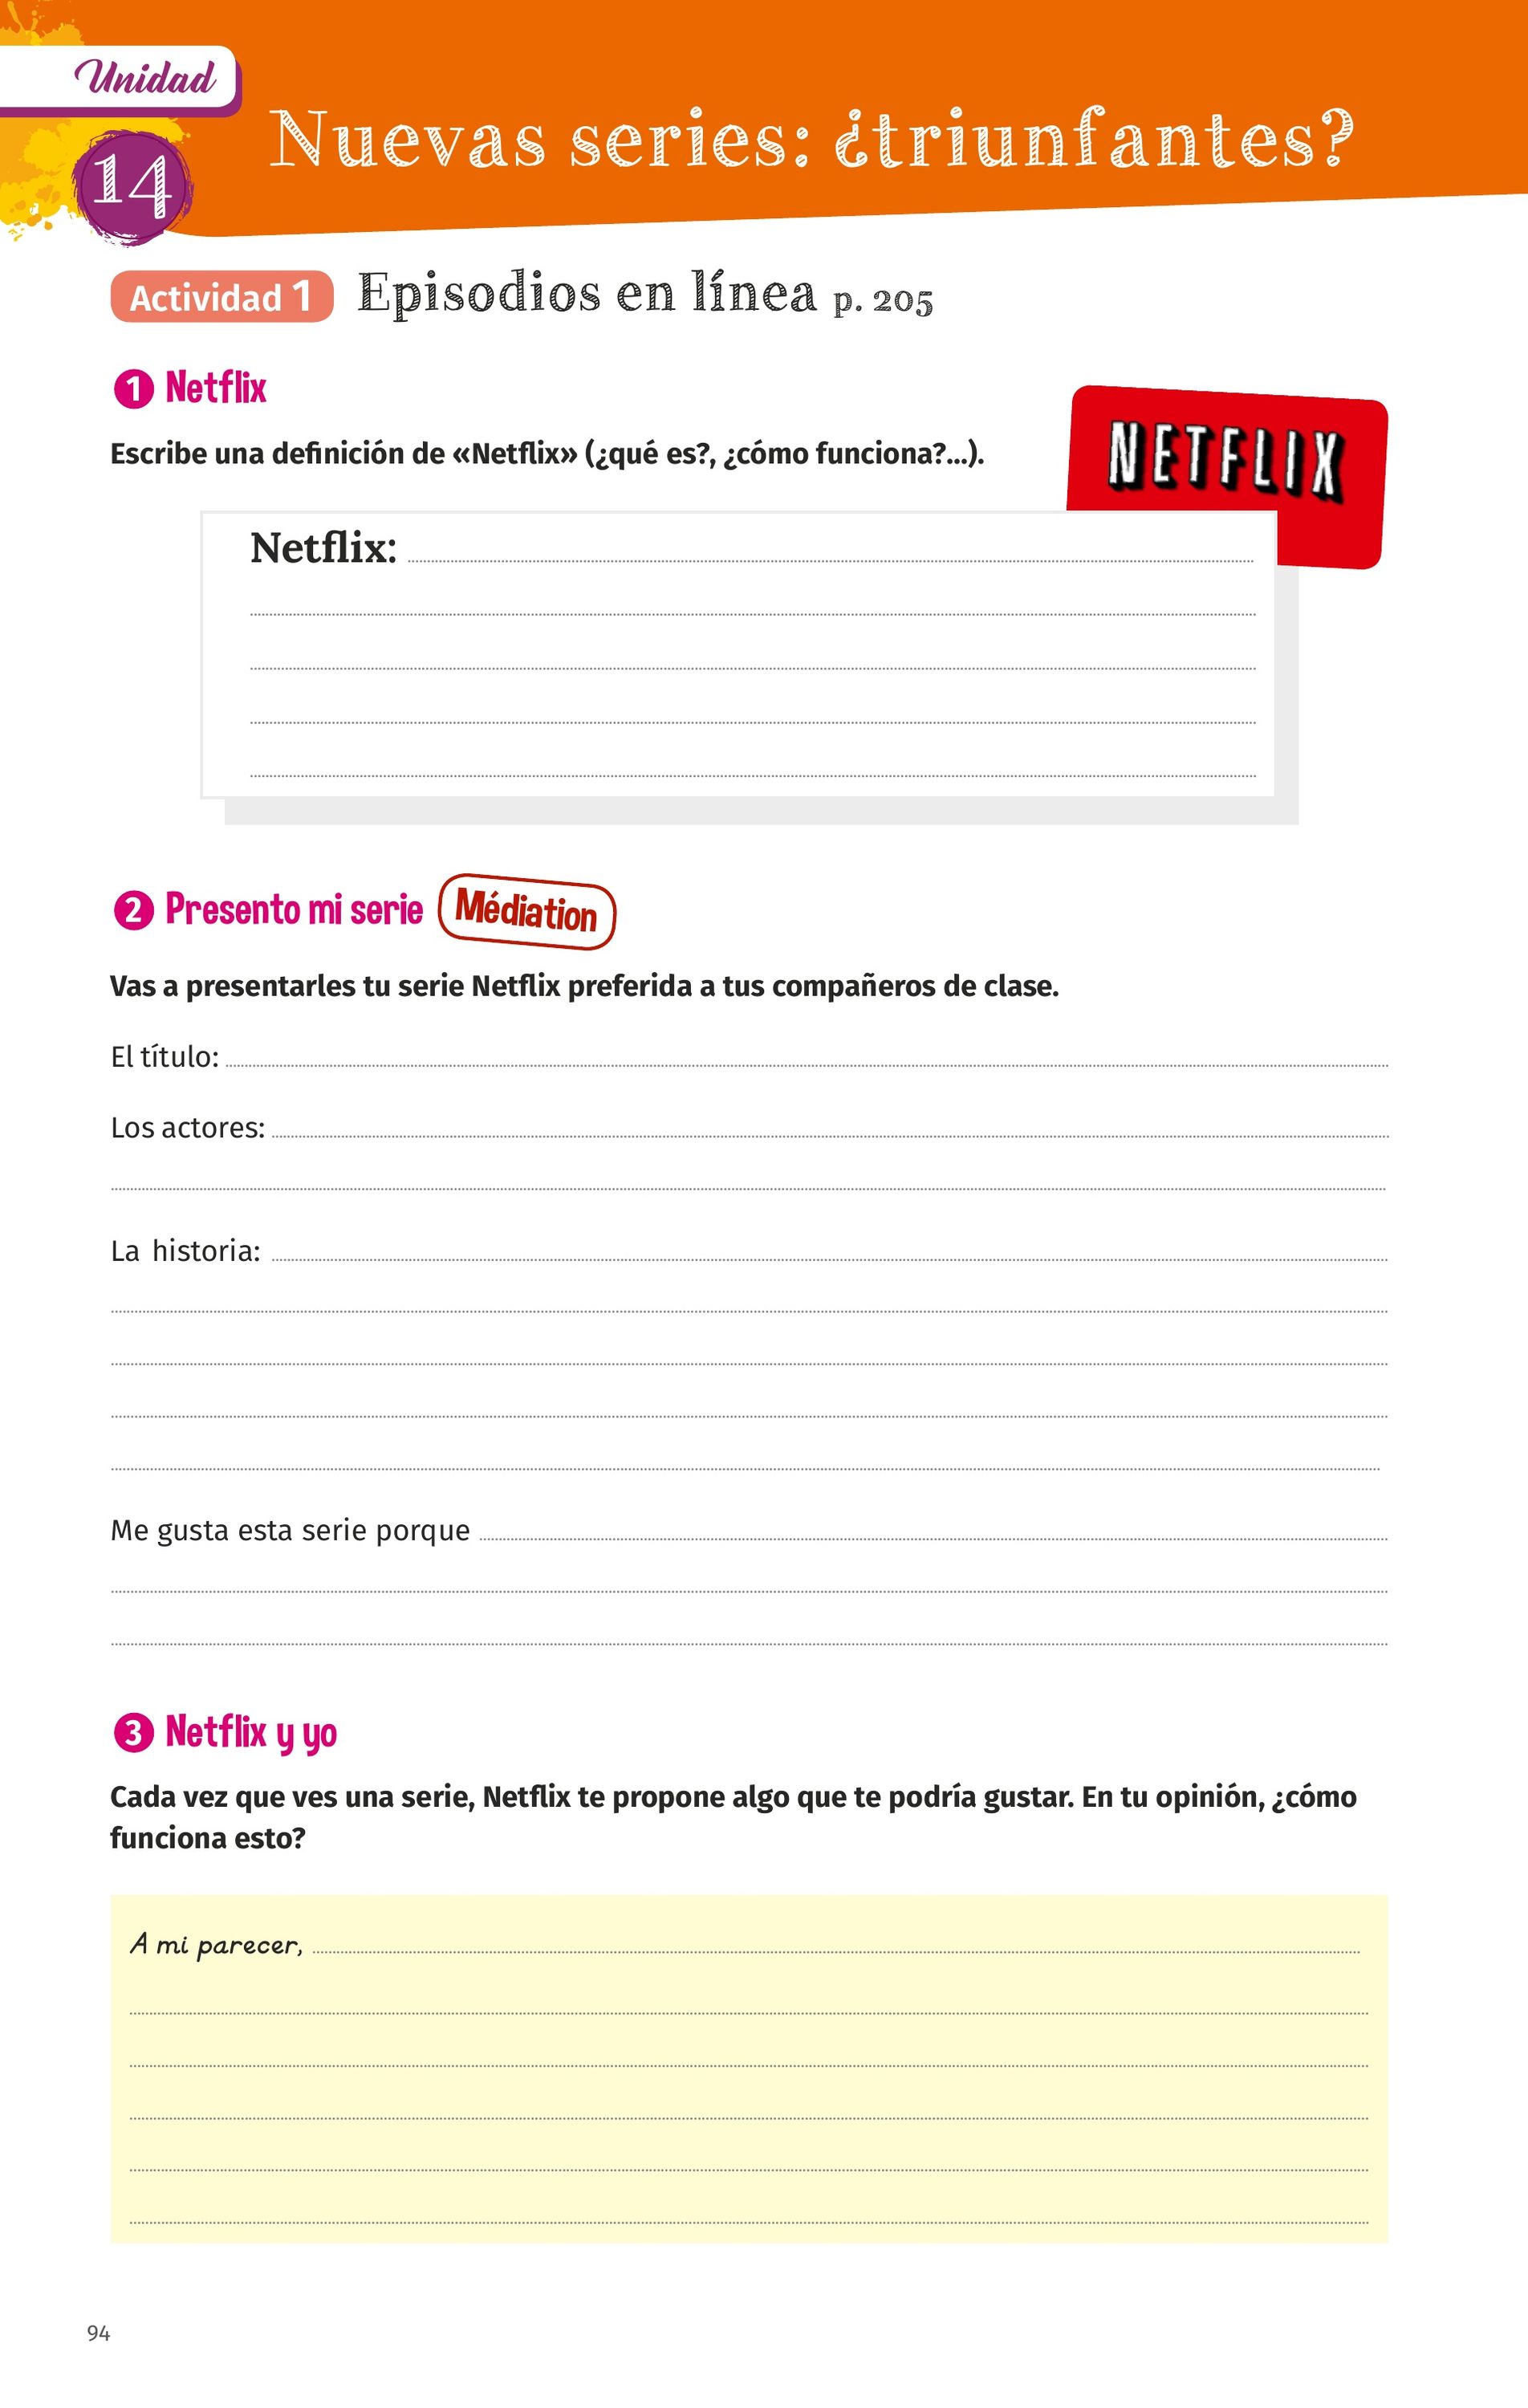 Unidad
14
Nuevas series: ¿triunfantes?
Actividad 1 Episodios en línea p. 205
1 Netflix
Escribe una definición de «Netflix» (¿qué es?, ¿cómo funciona?...).
NETFLIX
Netflix:
2 Presento mi serie Médiation
Vas a presentarles tu serie Netflix preferida a tus compañeros de clase.
El título:
Los actores:
La historia:
Me gusta esta serie porque
3 Netflix y yo
Cada vez que ves una serie, Netflix te propone algo que te podría gustar. En tu opinión, ¿cómo
funciona esto?
A mi parecer,
94